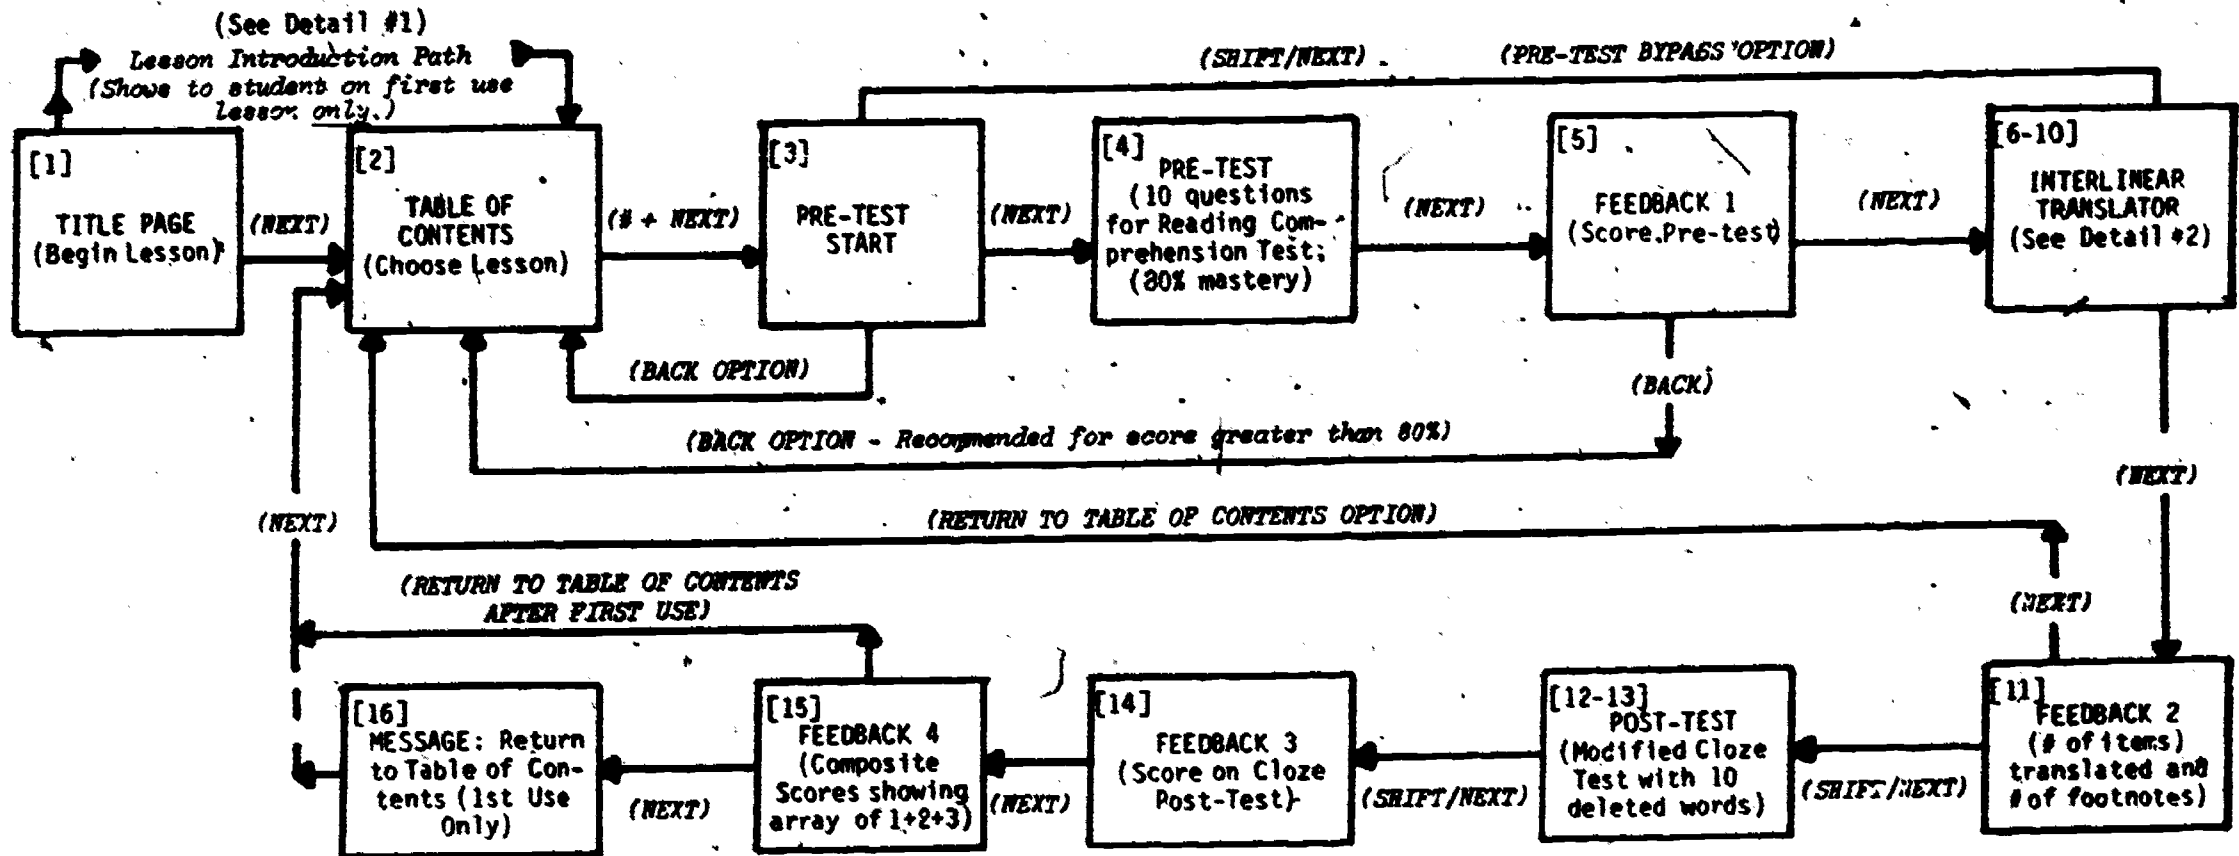 (See Detail #1)
Lesson Introduction Path
(Shows to student on first use
lesson only.)
(SHIFT/NEXT)
(PRE-TEST BYPASS OPTION)
[1]
TITLE PAGE
(Begin Lesson)
(NEXT)
[2]
TABLE OF
CONTENTS
(Choose Lesson)
(# + NEXT)
[3]
PRE-TEST
START
(NEXT)
[4]
PRE-TEST
(10 questions
for Reading Com-
prehension Test;
(80% mastery)
(NEXT)
[5]
FEEDBACK 1
(Score Pre-test)
(NEXT)
[6-10]
INTERLINEAR
TRANSLATOR
(See Detail #2)
(BACK OPTION)
(BACK)
(BACK OPTION - Recommended for score greater than 80%)
(NEXT)
(NEXT)
(RETURN TO TABLE OF CONTENTS OPTION)
(RETURN TO TABLE OF CONTENTS
AFTER FIRST USE)
(NEXT)
[16]
MESSAGE: Return
to Table of Con-
tents (1st Use
Only)
(NEXT)
[15]
FEEDBACK 4
(Composite
Scores showing
array of 1+2+3)
(NEXT)
[14]
FEEDBACK 3
(Score on Cloze
Post-Test)
(SHIFT/NEXT)
[12-13]
POST-TEST
(Modified Cloze
Test with 10
deleted words)
(SHIFT/NEXT)
[11]
FEEDBACK 2
(# of items)
translated and
# of footnotes)